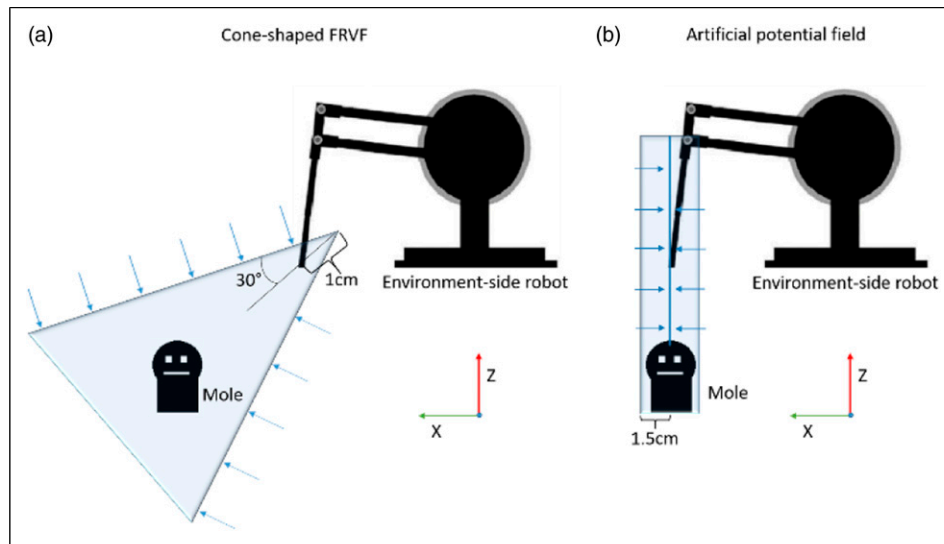 (a)
Cone-shaped FRVF
30°
1cm
Environment-side robot
Mole
Z
X
(b)
Artificial potential field
Environment-side robot
Mole
1.5cm
Z
X